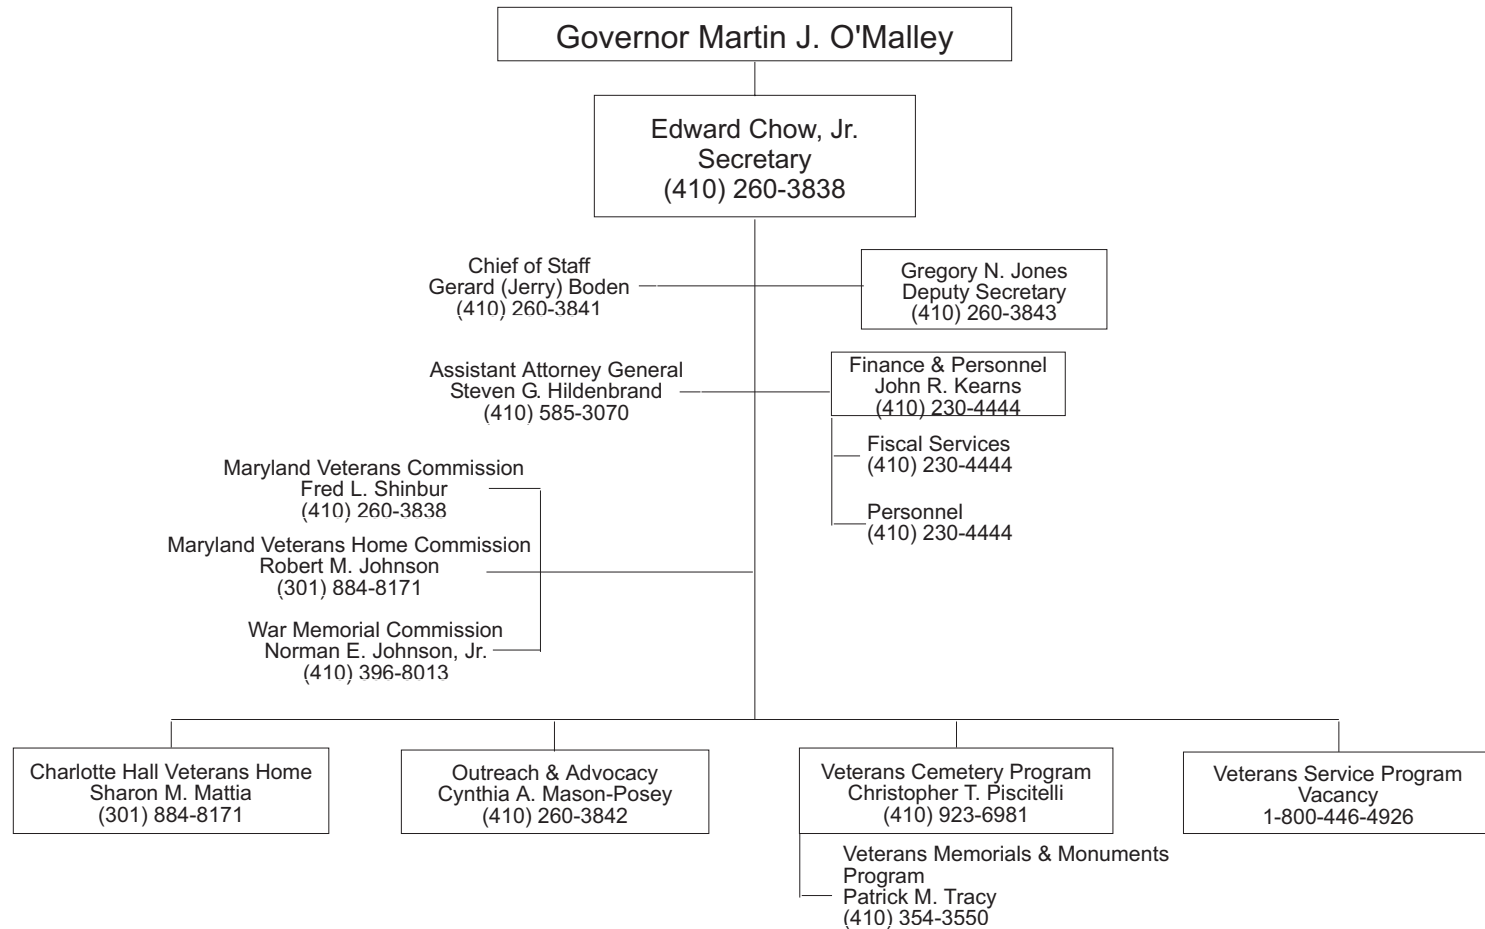 Governor Martin J. O'Malley
Edward Chow, Jr.
Secretary
(410) 260-3838
Chief of Staff
Gerard (Jerry) Boden
(410) 260-3841
Gregory N. Jones
Deputy Secretary
(410) 260-3843
Assistant Attorney General
Steven G. Hildenbrand
(410) 585-3070
Finance & Personnel
John R. Kearns
(410) 230-4444
Fiscal Services
(410) 230-4444
Personnel
(410) 230-4444
Maryland Veterans Commission
Fred L. Shinbur
(410) 260-3838
Maryland Veterans Home Commission
Robert M. Johnson
(301) 884-8171
War Memorial Commission
Norman E. Johnson, Jr.
(410) 396-8013
Charlotte Hall Veterans Home
Sharon M. Mattia
(301) 884-8171
Outreach & Advocacy
Cynthia A. Mason-Posey
(410) 260-3842
Veterans Cemetery Program
Christopher T. Piscitelli
(410) 923-6981
Veterans Memorials & Monuments
Program
Patrick M. Tracy
(410) 354-3550
Veterans Service Program
Vacancy
1-800-446-4926